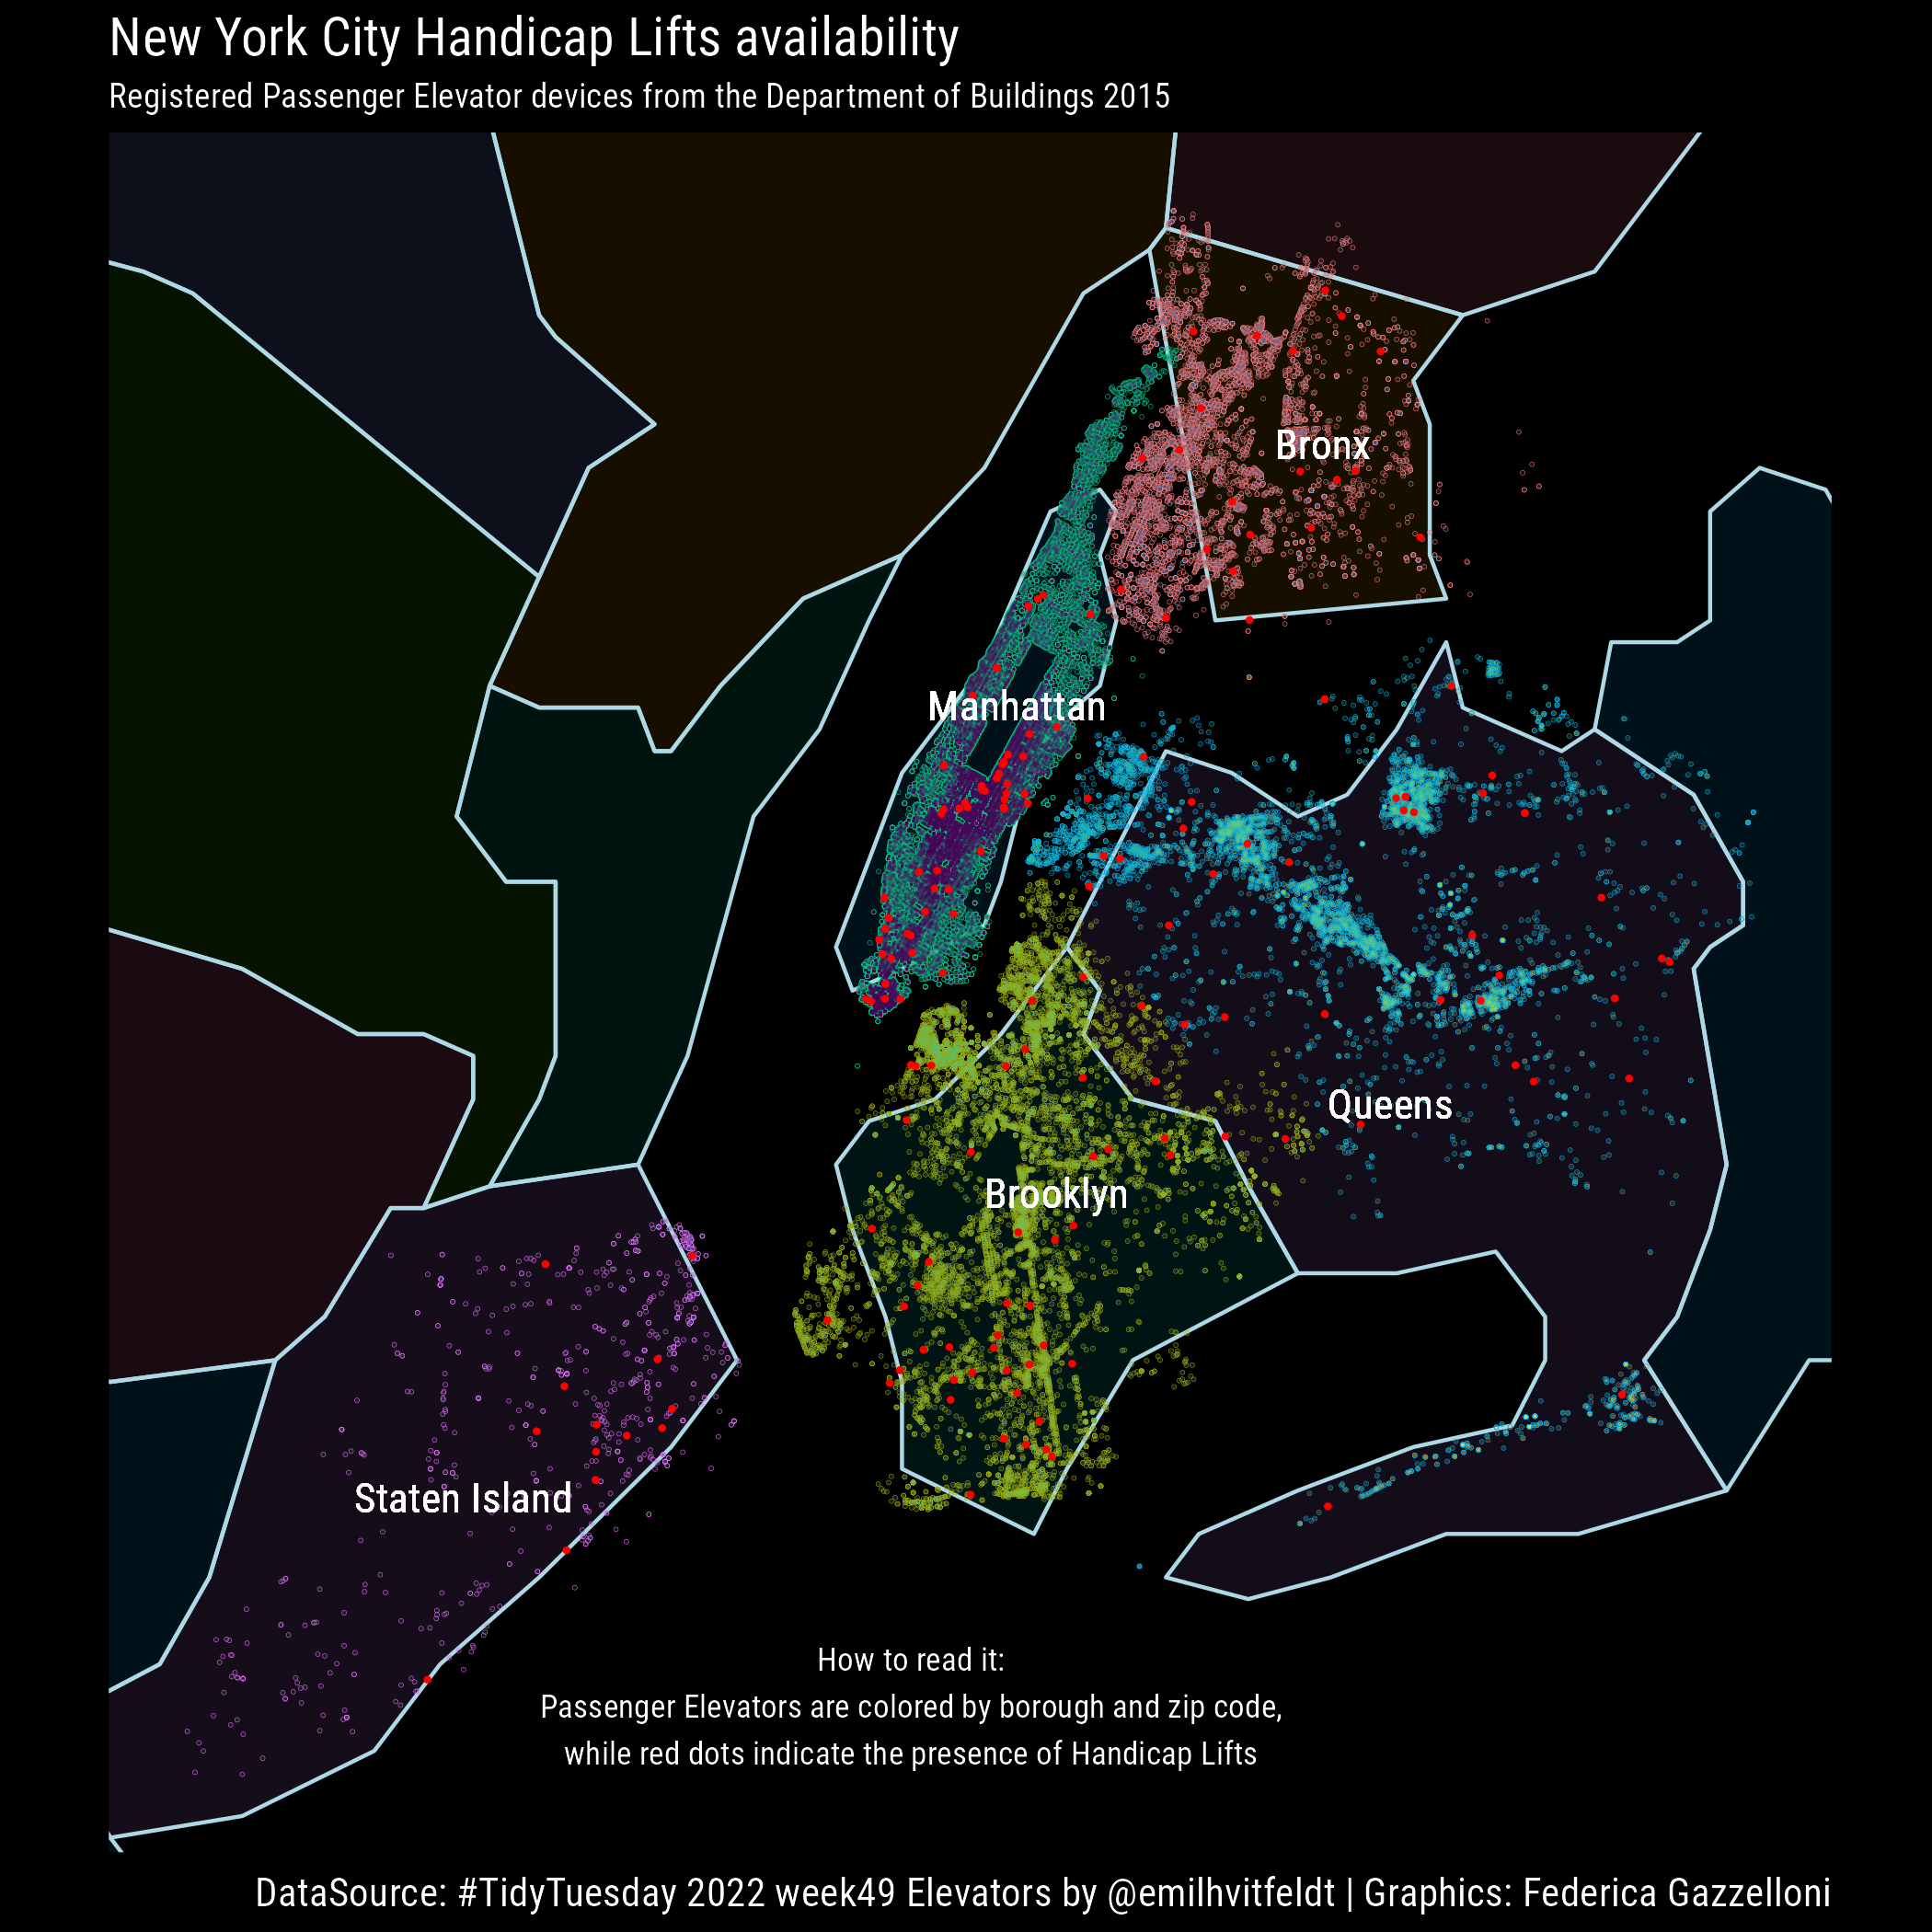 New York City Handicap Lifts availability
Registered Passenger Elevator devices from the Department of Buildings 2015
Bronx
Manhattan
Queens
Brooklyn
Staten Island
How to read it:
Passenger Elevators are colored by borough and zip code,
while red dots indicate the presence of Handicap Lifts
DataSource: #TidyTuesday 2022 week49 Elevators by @emilhvitfeldt | Graphics: Federica Gazzelloni